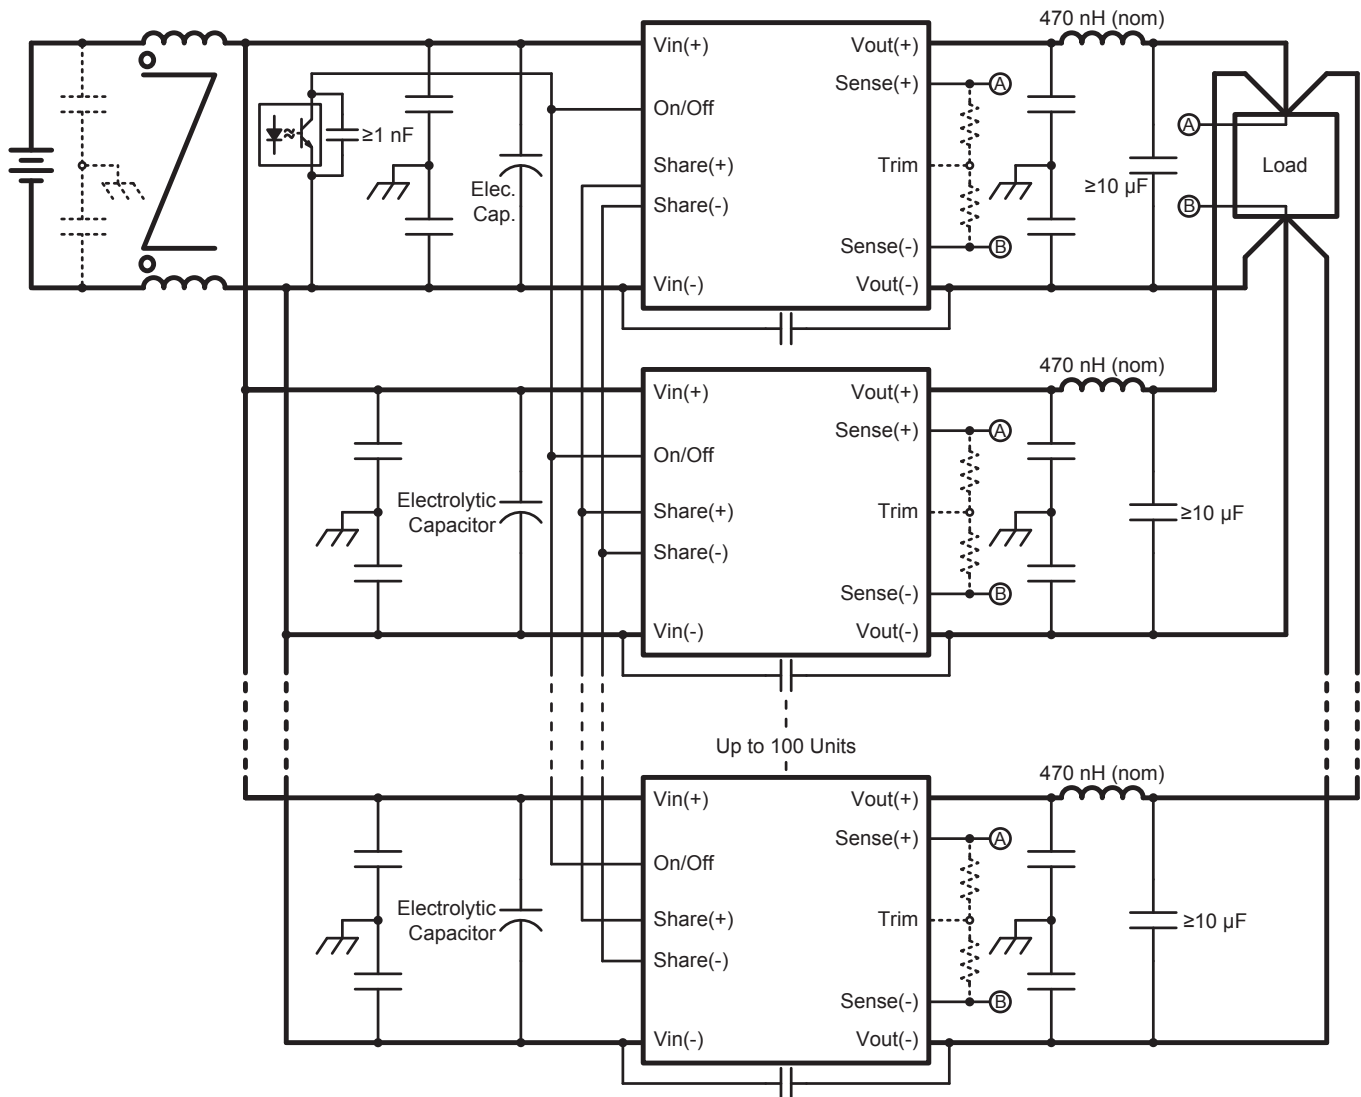 470 nH (nom)
Vin(+)
Vout(+)
Sense(+)
A
On/Off
≥1 nF
A
Share(+)
Trim
Load
Elec.
Cap.
≥10 µF
Share(-)
B
Sense(-)
B
Vin(-)
Vout(-)
470 nH (nom)
Vin(+)
Vout(+)
Sense(+)
A
On/Off
Electrolytic
Capacitor
Share(+)
Trim
≥10 µF
Share(-)
Sense(-)
B
Vin(-)
Vout(-)
Up to 100 Units
470 nH (nom)
Vin(+)
Vout(+)
Sense(+)
A
On/Off
Electrolytic
Capacitor
Share(+)
Trim
≥10 µF
Share(-)
Sense(-)
B
Vin(-)
Vout(-)